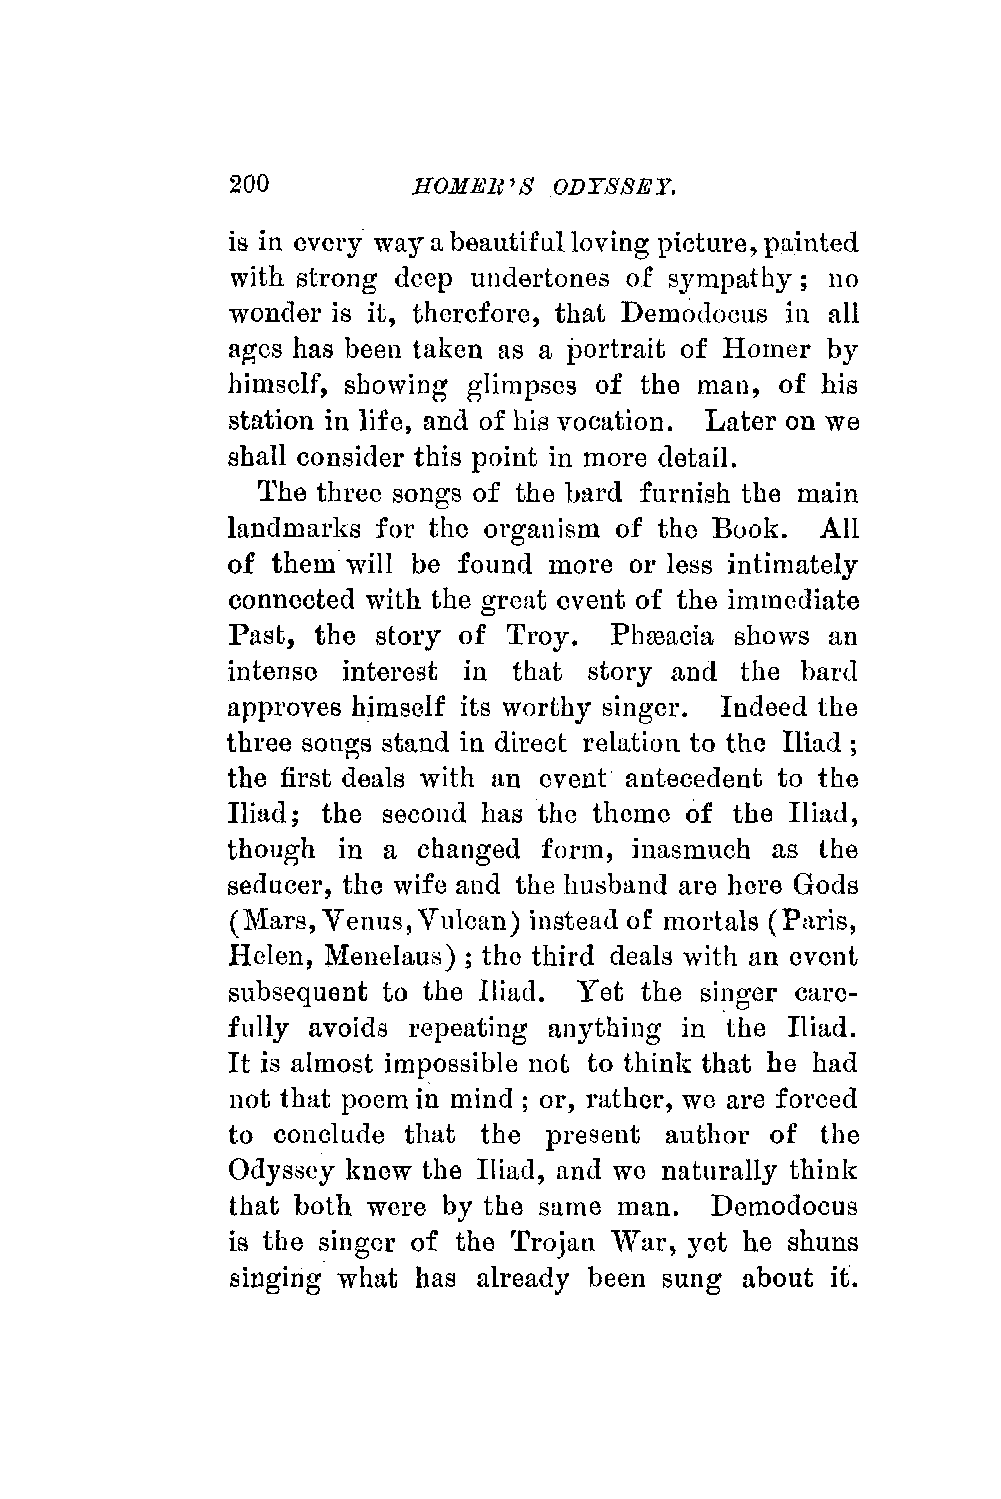 200 HOMER'S ODYSSEY.
is in every way a beautiful loving picture, painted
with strong deep undertones of sympathy; no
wonder is it, therefore, that Demodocus in all
ages has been taken as a portrait of Homer by
himself, showing glimpses of the man, of his
station in life, and of his vocation. Later on we
shall consider this point in more detail.
The three songs of the bard furnish the main
landmarks for the organism of the Book. All
of them will be found more or less intimately
connected with the great event of the immediate
Past, the story of Troy. Phæacia shows an
intense interest in that story and the bard
approves himself its worthy singer. Indeed the
three songs stand in direct relation to the Iliad;
the first deals with an event antecedent to the
Iliad; the second has the theme of the Iliad,
though in a changed form, inasmuch as the
seducer, the wife and the husband are here Gods
(Mars, Venus, Vulcan) instead of mortals (Paris,
Helen, Menelaus); the third deals with an event
subsequent to the Iliad. Yet the singer care-
fully avoids repeating anything in the Iliad.
It is almost impossible not to think that he had
not that poem in mind; or, rather, we are forced
to conclude that the present author of the
Odyssey knew the Iliad, and we naturally think
that both were by the same man. Demodocus
is the singer of the Trojan War, yet he shuns
singing what has already been sung about it.